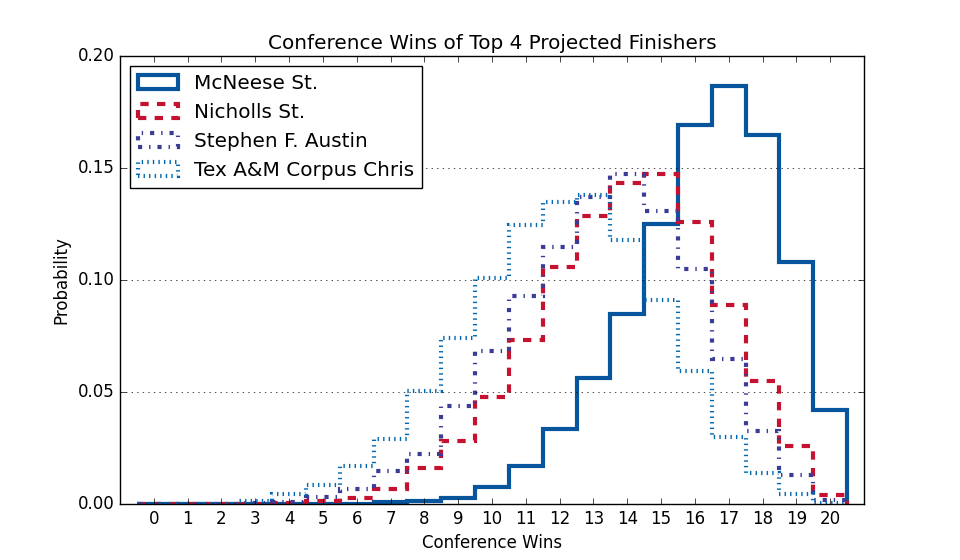 Conference Wins of Top 4 Projected Finishers
McNeese St.
Nicholls St.
Stephen F. Austin
Tex A&M Corpus Chris
0.20
0.15
0.10
0.05
0.00
Probability
0 1 2 3 4 5 6 7 8 9 10 11 12 13 14 15 16 17 18 19 20
Conference Wins